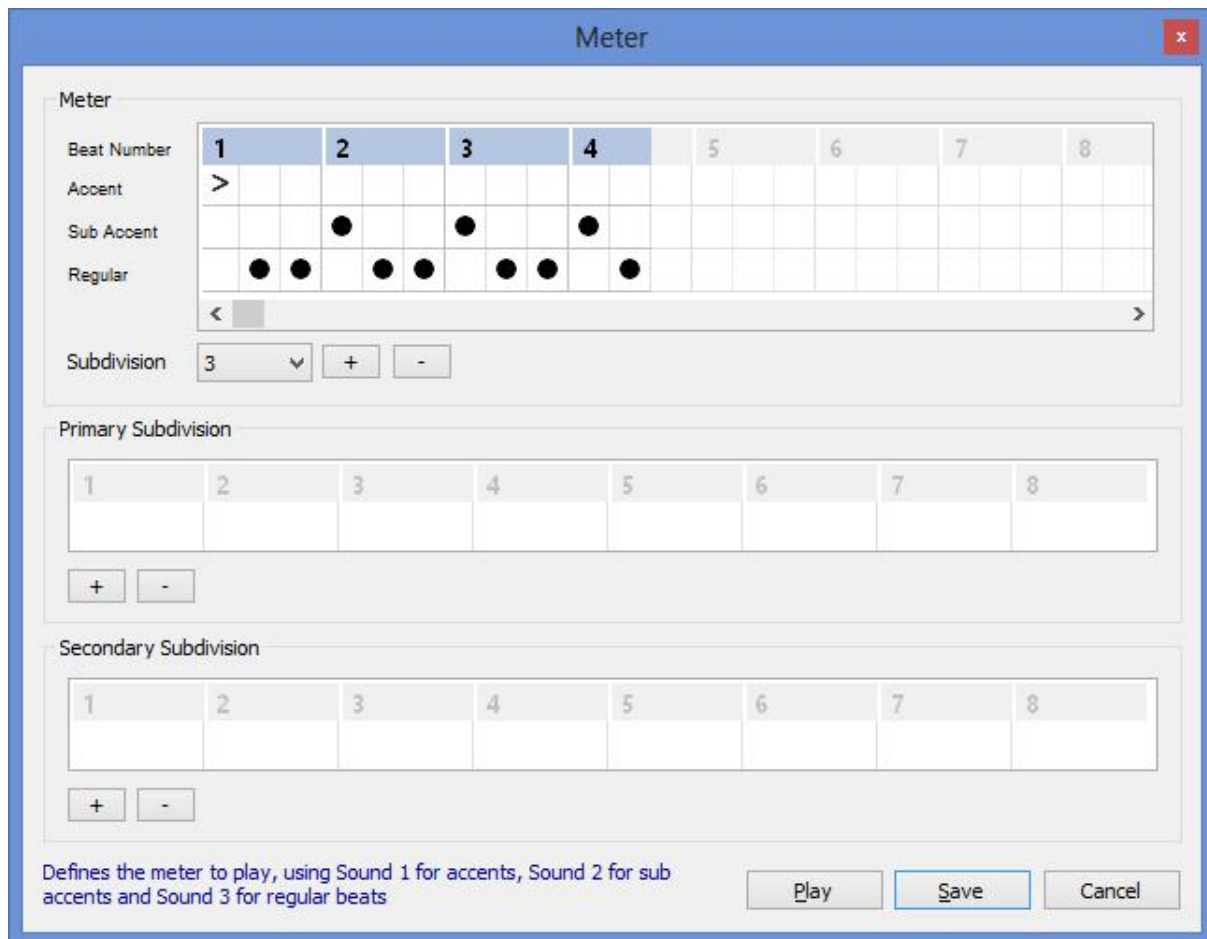 Meter
x
Meter
Beat Number 1 2 3 4 5 6 7 8
Accent >
Sub Accent
Regular
Subdivision 3 + -
Primary Subdivision
1 2 3 4 5 6 7 8
+ -
Secondary Subdivision
1 2 3 4 5 6 7 8
+ -
Defines the meter to play, using Sound 1 for accents, Sound 2 for sub
accents and Sound 3 for regular beats
Play Save Cancel